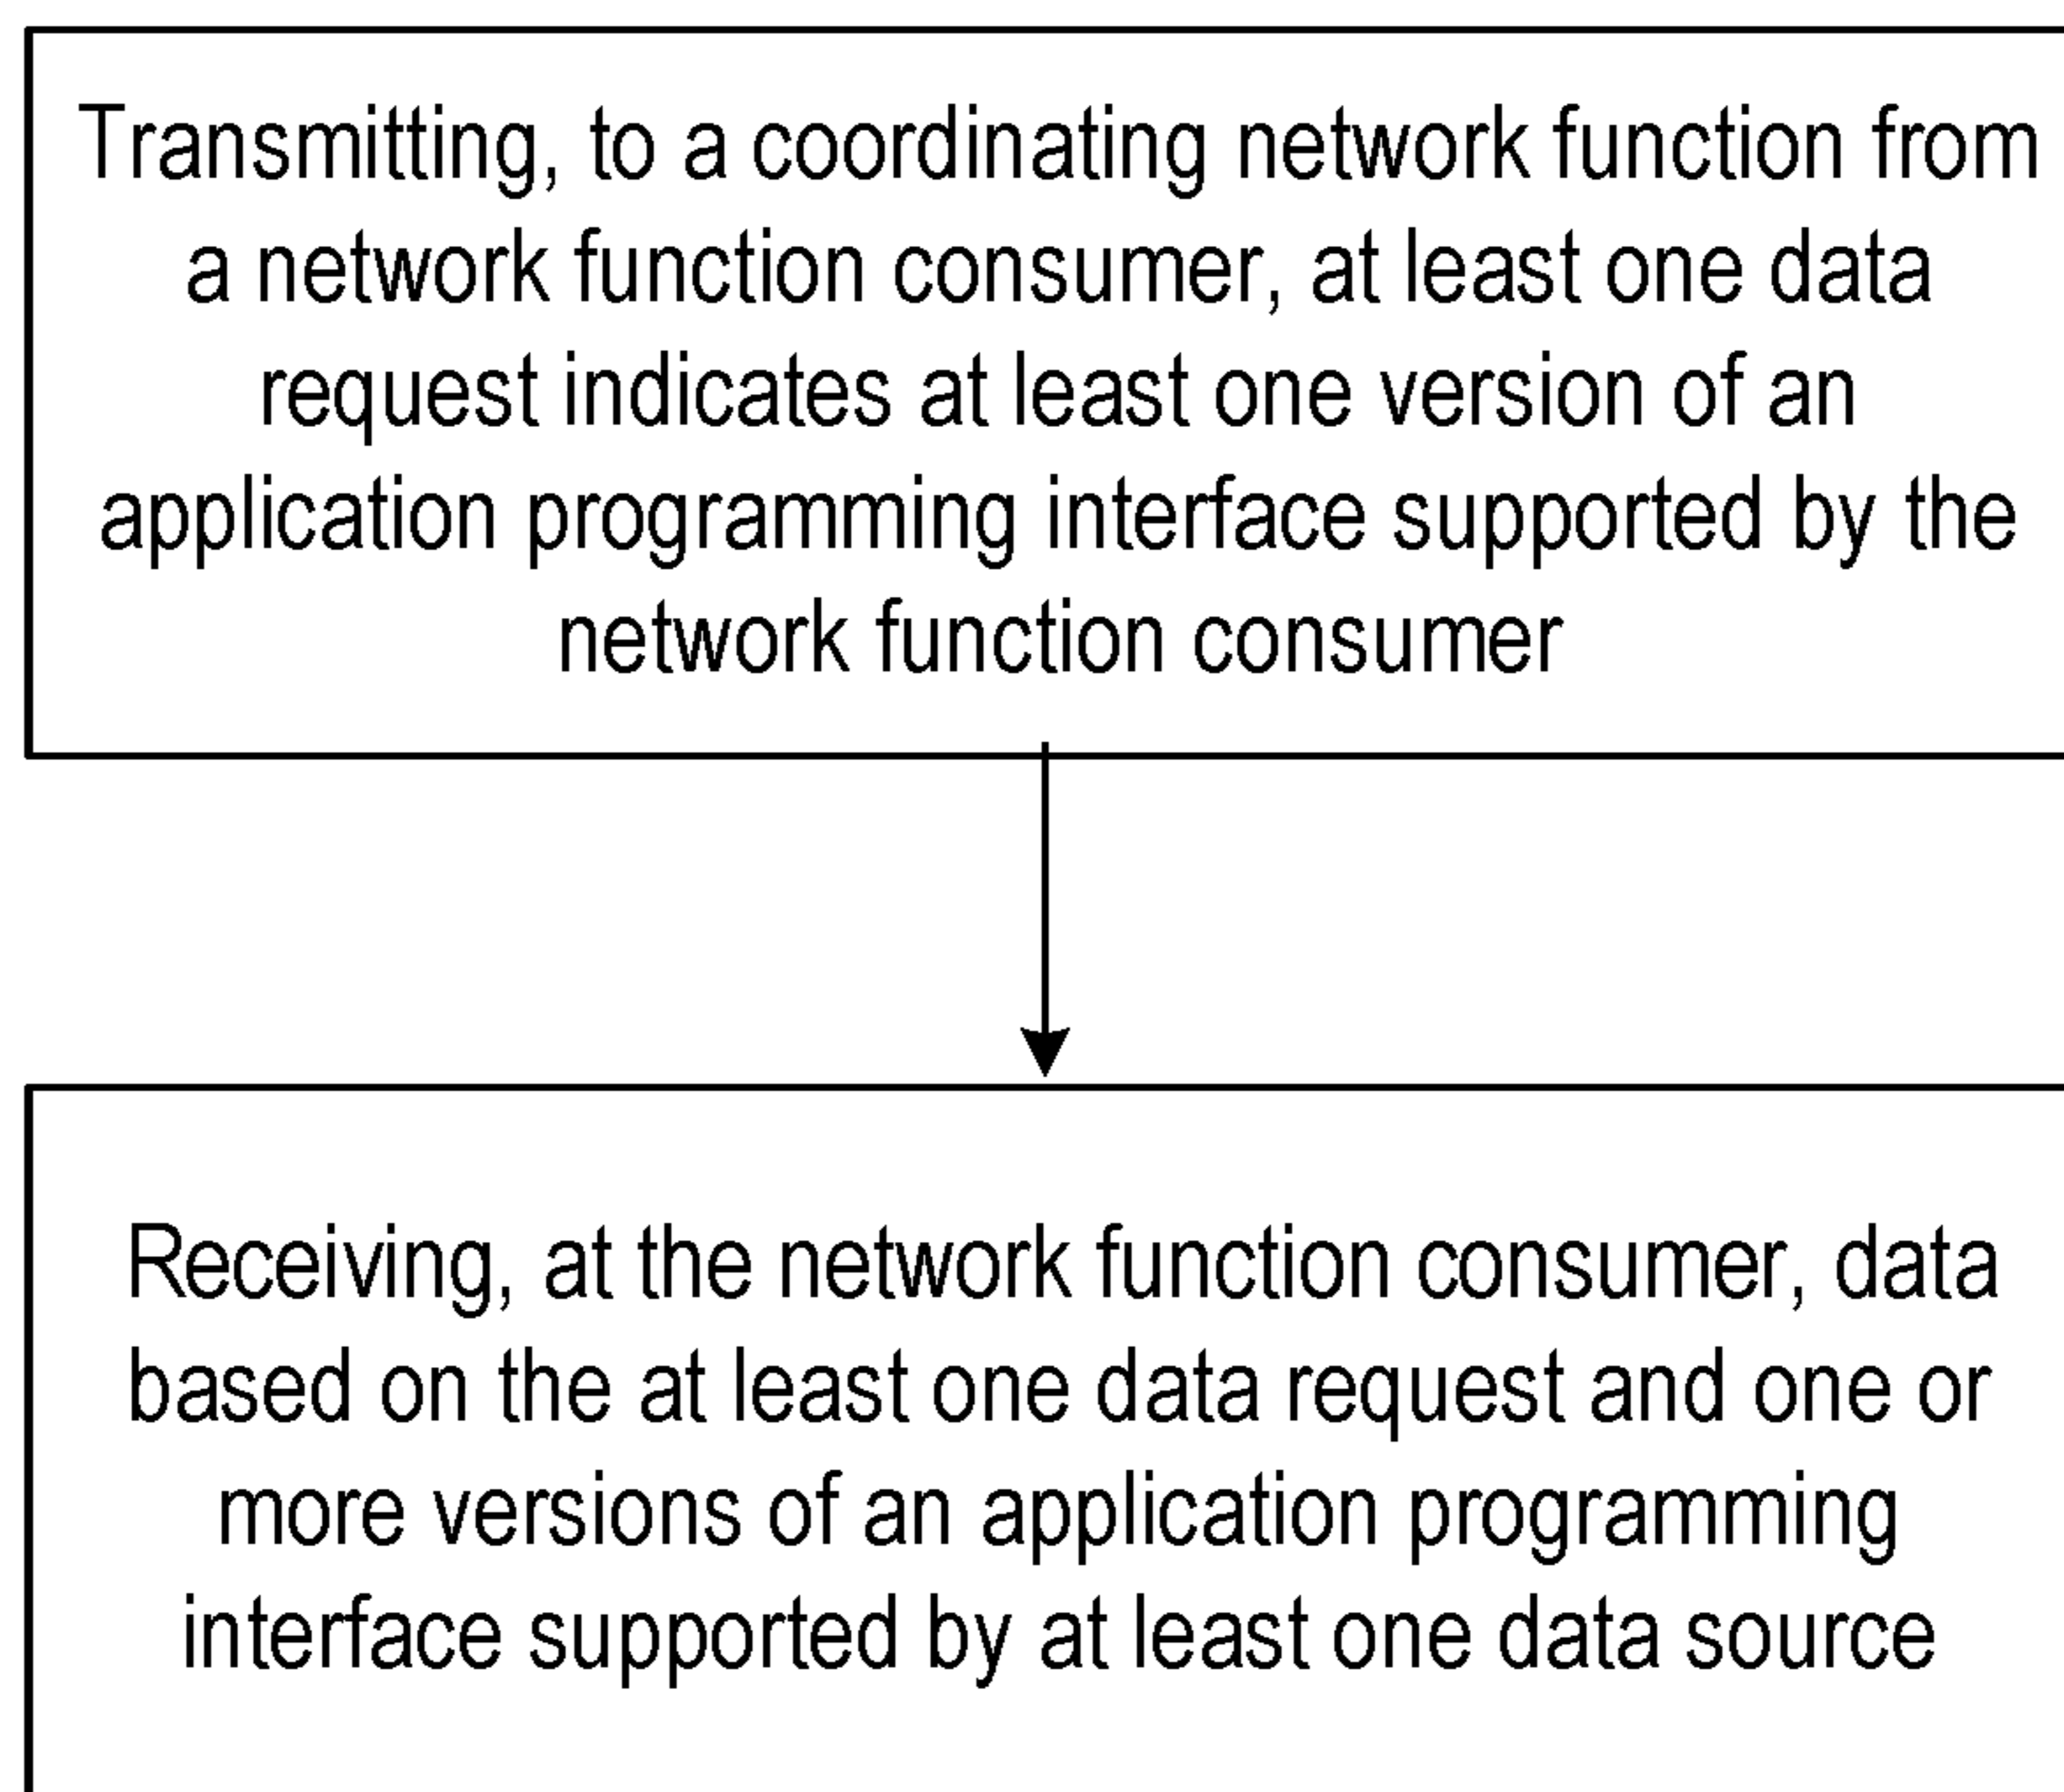 Transmitting, to a coordinating network function from
a network function consumer, at least one data
request indicates at least one version of an
application programming interface supported by the
network function consumer
Receiving, at the network function consumer, data
based on the at least one data request and one or
more versions of an application programming
interface supported by at least one data source